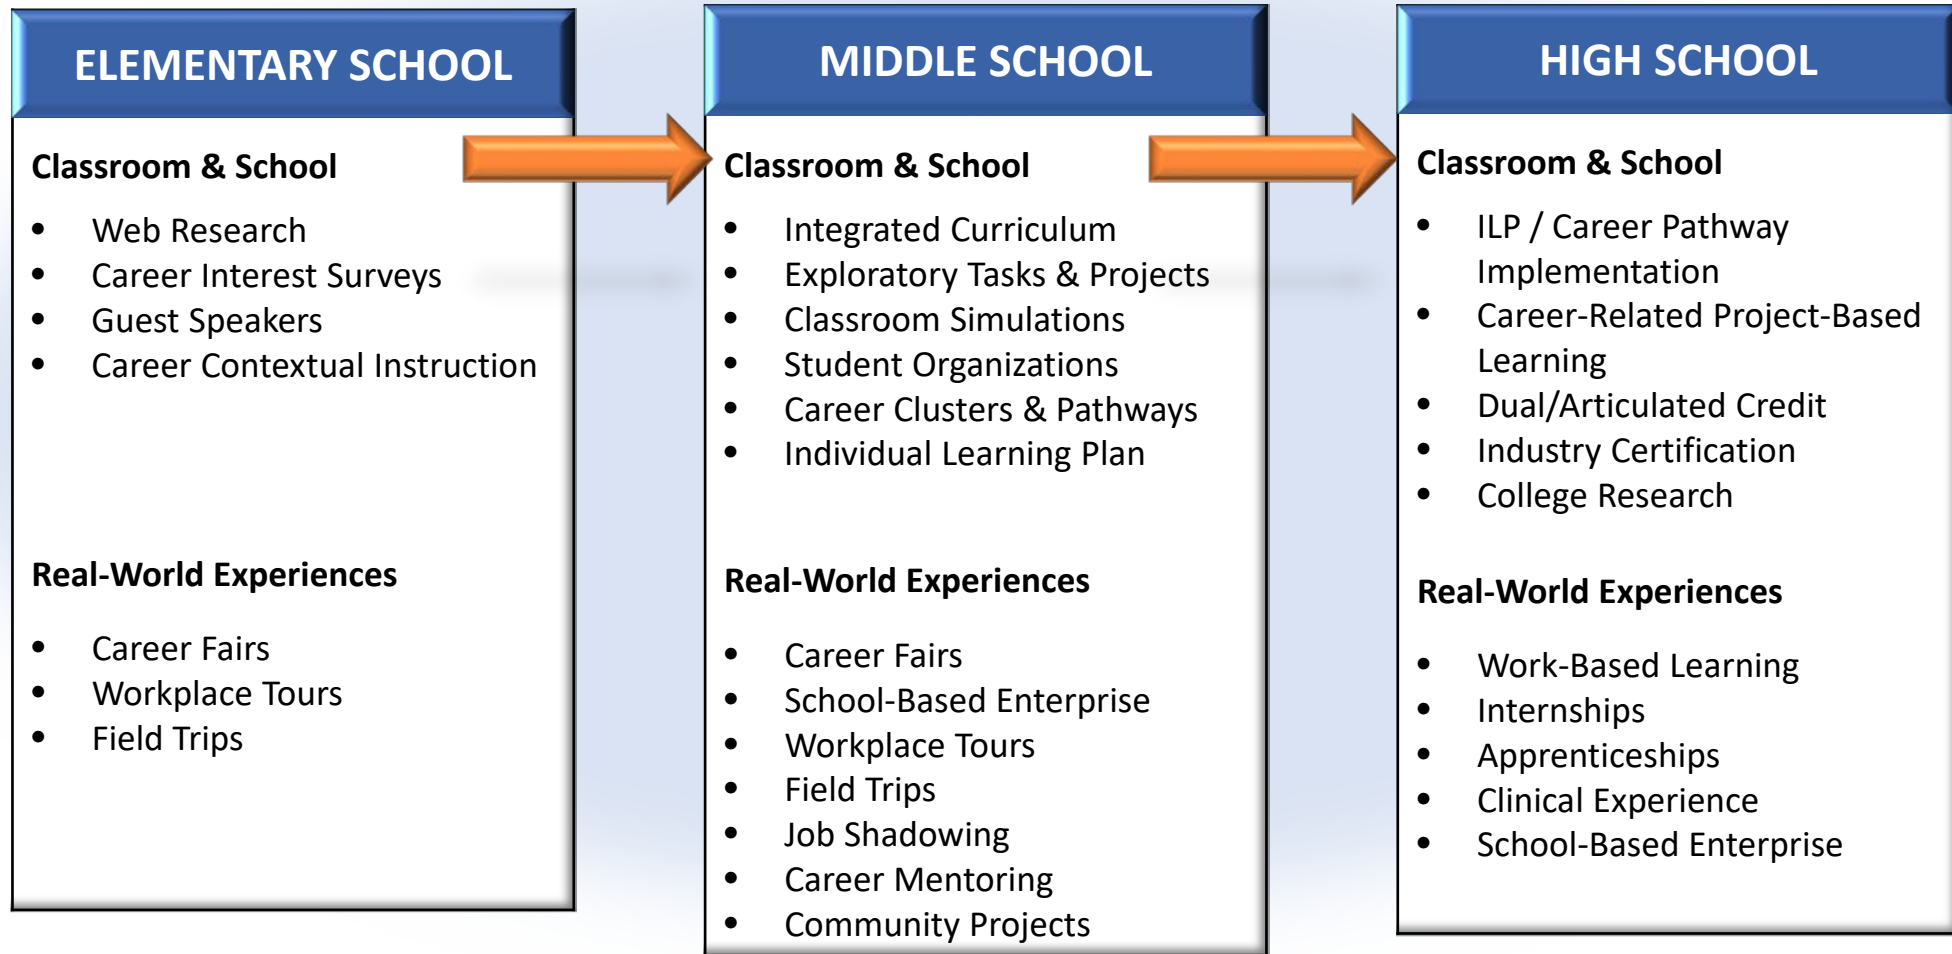 ELEMENTARY SCHOOL
Classroom & School
• Web Research
• Career Interest Surveys
• Guest Speakers
• Career Contextual Instruction
Real-World Experiences
• Career Fairs
• Workplace Tours
• Field Trips
MIDDLE SCHOOL
Classroom & School
• Integrated Curriculum
• Exploratory Tasks & Projects
• Classroom Simulations
• Student Organizations
• Career Clusters & Pathways
• Individual Learning Plan
Real-World Experiences
• Career Fairs
• School-Based Enterprise
• Workplace Tours
• Field Trips
• Job Shadowing
• Career Mentoring
• Community Projects
HIGH SCHOOL
Classroom & School
• ILP / Career Pathway
Implementation
• Career-Related Project-Based
Learning
• Dual/Articulated Credit
• Industry Certification
• College Research
Real-World Experiences
• Work-Based Learning
• Internships
• Apprenticeships
• Clinical Experience
• School-Based Enterprise